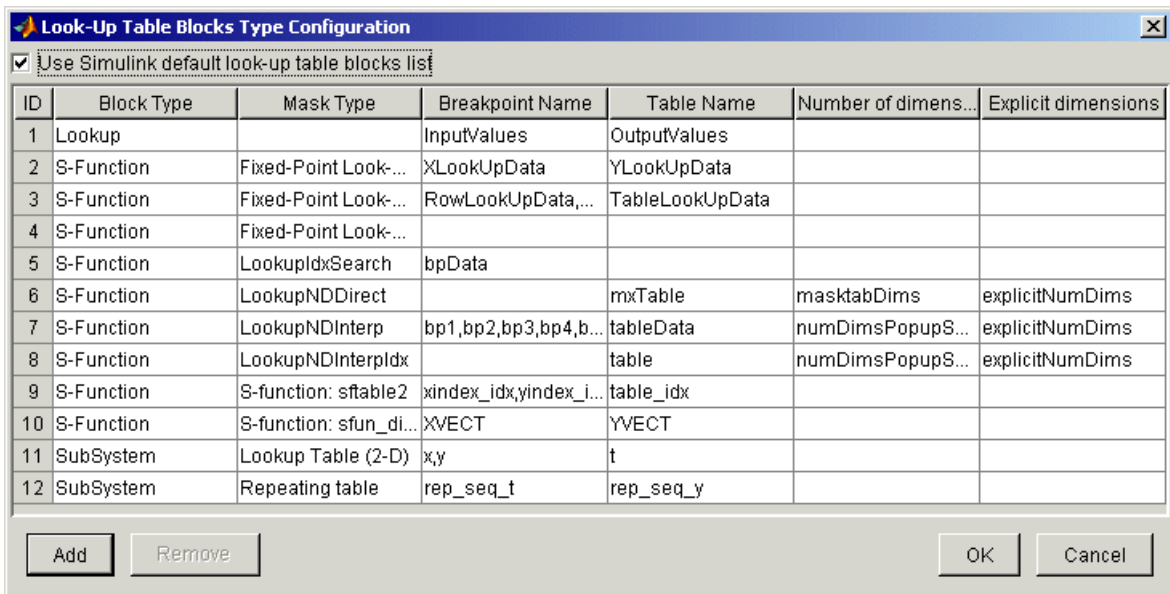 Look-Up Table Blocks Type Configuration
Use Simulink default look-up table blocks list
ID Block Type Mask Type Breakpoint Name Table Name Number of dimens... Explicit dimensions
1 Lookup InputValues OutputValues
2 S-Function Fixed-Point Look-... XLookUpData YLookUpData
3 S-Function Fixed-Point Look-... RowLookUpData,... TableLookUpData
4 S-Function Fixed-Point Look-...
5 S-Function LookupIdxSearch bpData
6 S-Function LookupNDDirect mxTable masktabDims explicitNumDims
7 S-Function LookupNDInterp bp1,bp2,bp3,bp4,b... tableData numDimsPopupS... explicitNumDims
8 S-Function LookupNDInterpIdx table numDimsPopupS... explicitNumDims
9 S-Function S-function: sftable2 xindex_idx,yindex_i... table_idx
10 S-Function S-function: sfun_di... XVECT YVECT
11 SubSystem Lookup Table (2-D) x,y t
12 SubSystem Repeating table rep_seq_t rep_seq_y
Add Remove OK Cancel